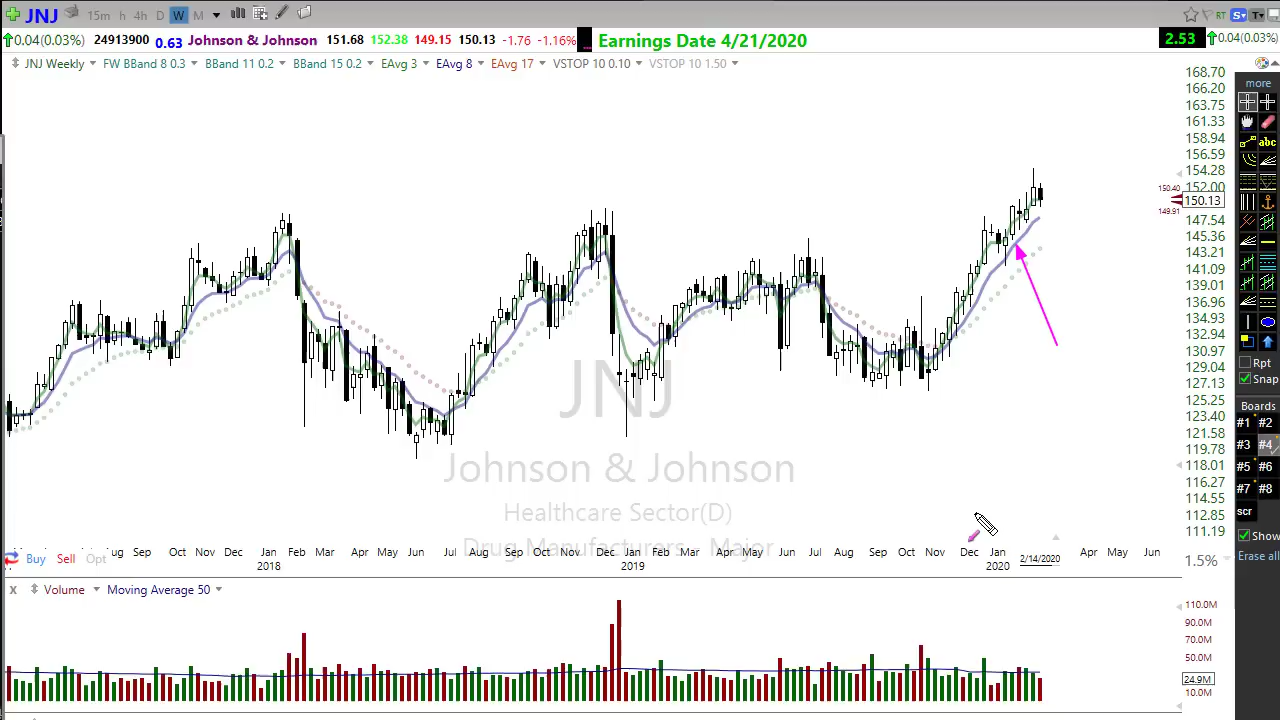 JNJ 15m h 4h D W M RT S T
0.04(0.03%) 24913900 0.63 Johnson & Johnson 151.68 152.38 149.15 150.13 -1.76 -1.16% Earnings Date 4/21/2020 2.53 0.04(0.03%)
JNJ Weekly FW BBand 8 0.3 BBand 11 0.2 BBand 15 0.2 EAvg 3 EAvg 8 EAvg 17 VSTOP 10 0.10 VSTOP 10 1.50
168.70
more
166.20
163.75
161.33
abc
158.94
156.59
154.28
152.00
150.40
150.13
149.91
147.54
145.36
143.21
141.09
139.01
136.96
134.93
132.94
130.97
Rpt
129.04
Snap
127.13
125.25
Boards
123.40
#1 #2
121.58
#3 #4
119.78
118.01
#5 #6
116.27
#7 #8
114.55
scr
112.85
111.19
Show
Erase all
JNJ
Johnson & Johnson
Healthcare Sector(D)
Drug Manufacturers - Major
ug Sep Oct Nov Dec Feb Mar Apr May Jun Jul Aug Sep Oct Nov Dec Jan Feb Mar Apr May Jun Jul Aug Sep Oct Nov Dec Jan Apr May Jun
Buy Sell Opt 2018 2019 2020 2/14/2020 1.5%
x Volume Moving Average 50
110.0M
90.0M
70.0M
50.0M
24.9M
10.0M